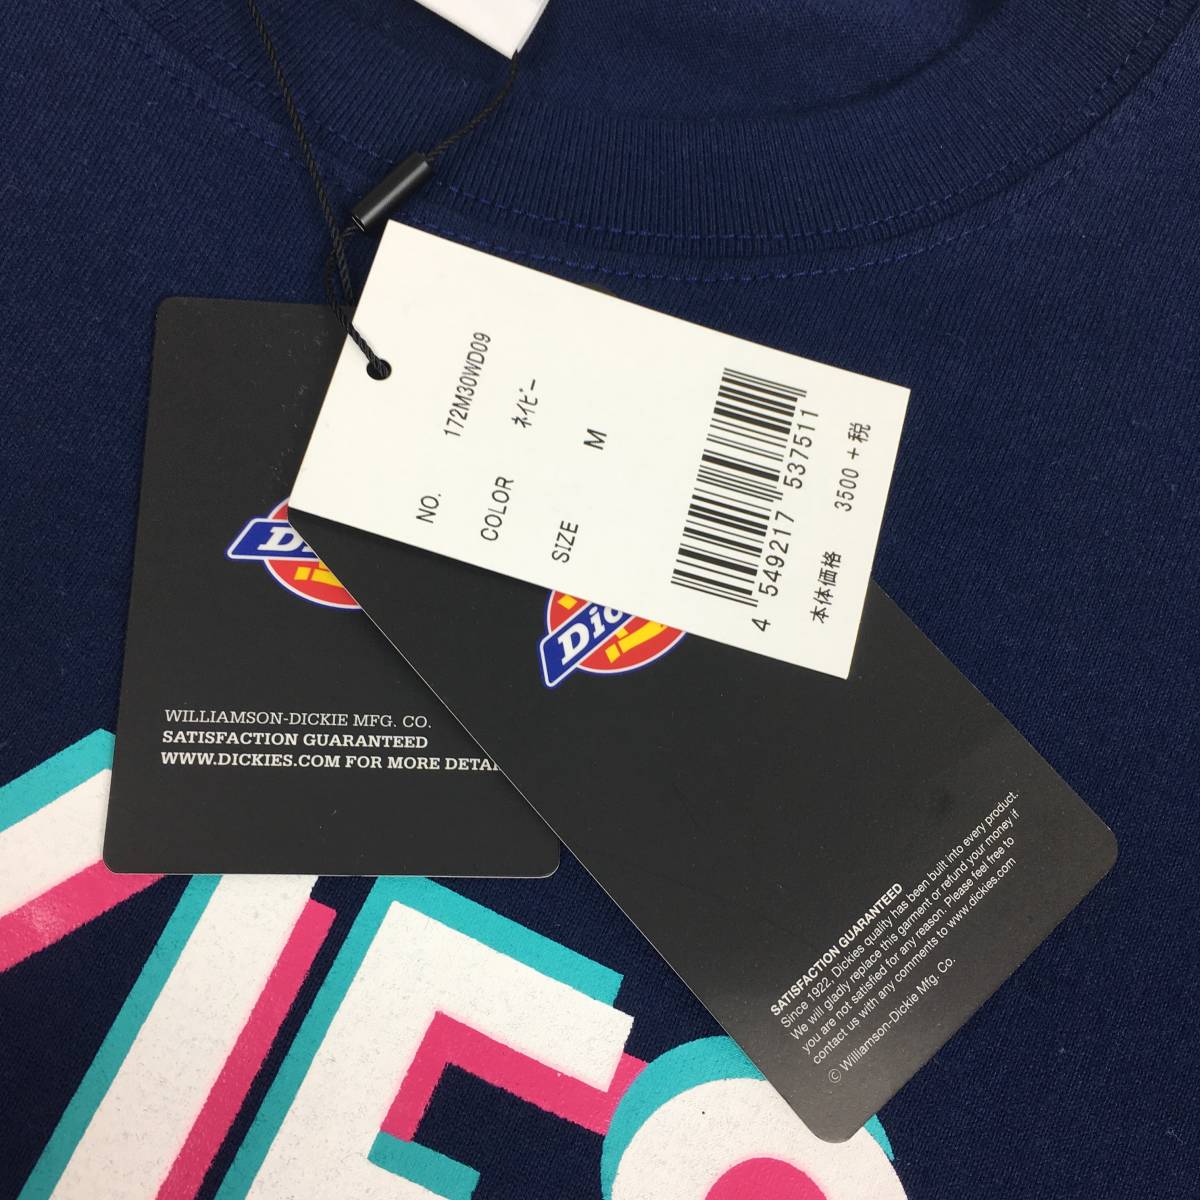 NO. 172M30WD09
COLOR ネイビー
SIZE M
4 549217 537511
本体価格 3500 +税
Dickies
WILLIAMSON-DICKIE MFG. CO.
SATISFACTION GUARANTEED
WWW.DICKIES.COM FOR MORE DETAI
SATISFACTION GUARANTEED
Since 1922, Dickies quality has been built into every product.
We will gladly replace this garment or refund your money if
you are not satisfied for any reason. Please feel free to
contact us with any comments to www.dickies.com
© Williamson-Dickie Mfg. Co.